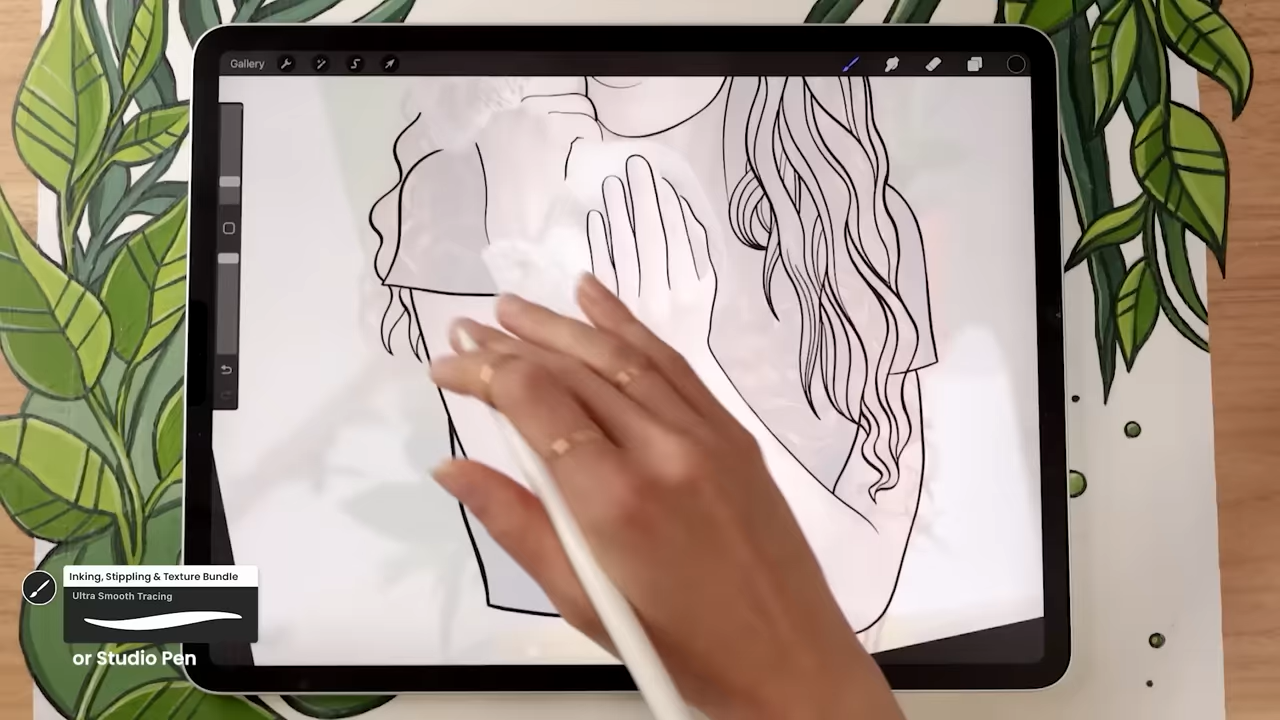 Gallery
Inking, Stippling & Texture Bundle
Ultra Smooth Tracing
or Studio Pen